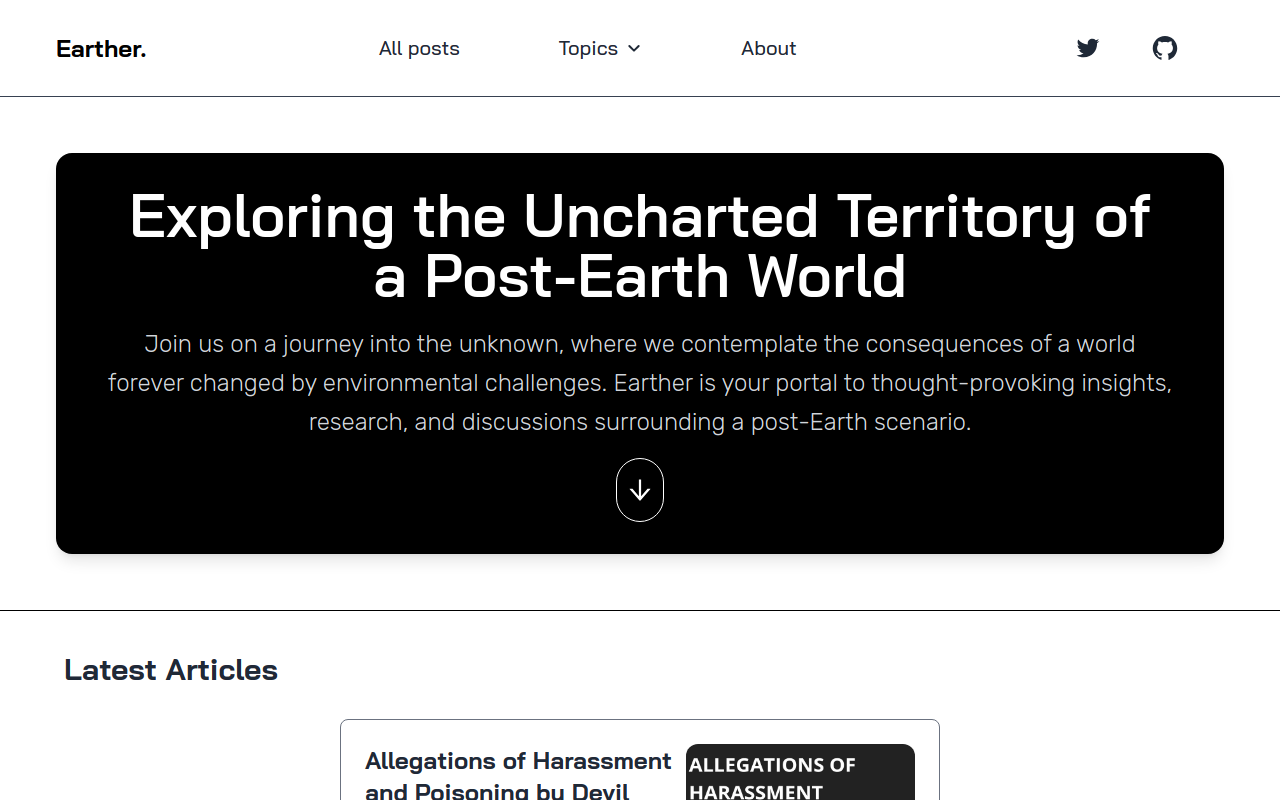 Earther.
All posts
Topics
About
Exploring the Uncharted Territory of
a Post-Earth World
Join us on a journey into the unknown, where we contemplate the consequences of a world
forever changed by environmental challenges. Earther is your portal to thought-provoking insights,
research, and discussions surrounding a post-Earth scenario.
Latest Articles
Allegations of Harassment
and Poisoning by Devil
ALLEGATIONS OF
HARASSMENT